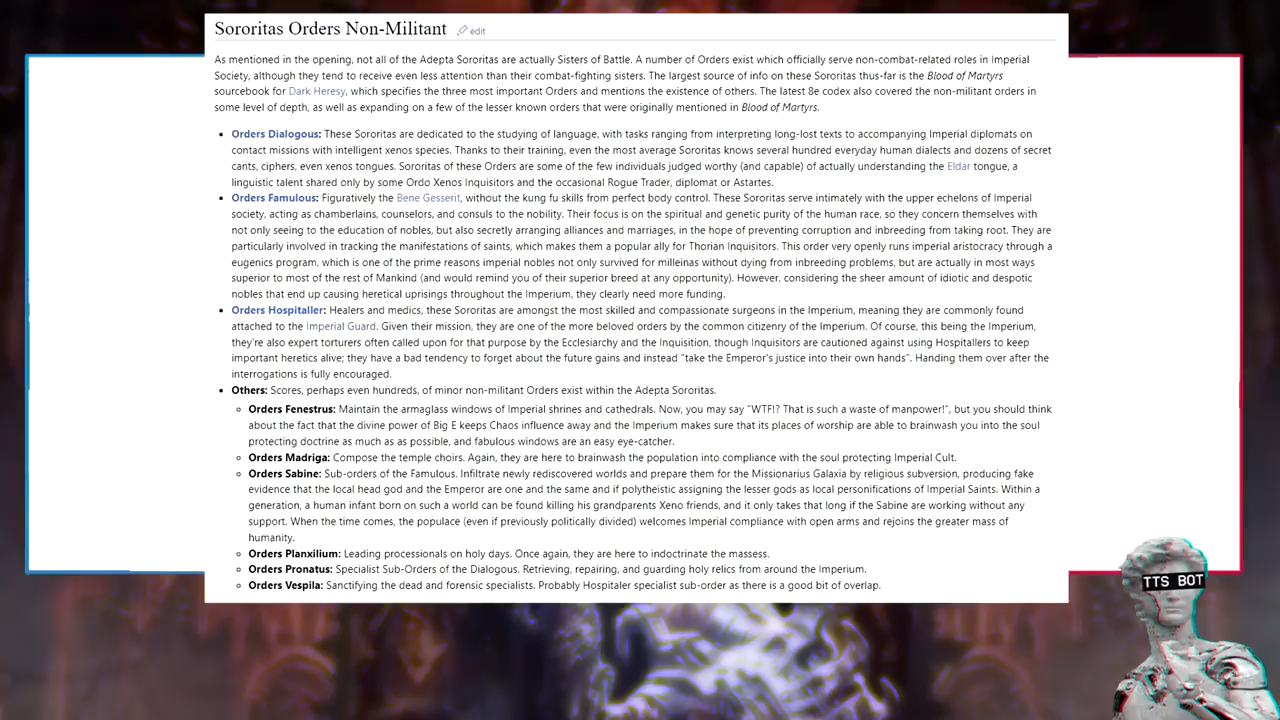 Sororitas Orders Non-Militant edit
As mentioned in the opening, not all of the Adepta Sororitas are actually Sisters of Battle. A number of Orders exist which officially serve non-combat-related roles in Imperial
Society, although they tend to receive even less attention than their combat-fighting sisters. The largest source of info on these Sororitas thus-far is the Blood of Martyrs
sourcebook for Dark Heresy, which specifies the three most important Orders and mentions the existence of others. The latest 8e codex also covered the non-militant orders in
some level of depth, as well as expanding on a few of the lesser known orders that were originally mentioned in Blood of Martyrs.
• Orders Dialogous: These Sororitas are dedicated to the studying of language, with tasks ranging from interpreting long-lost texts to accompanying Imperial diplomats on
contact missions with intelligent xenos species. Thanks to their training, even the most average Sororitas knows several hundred everyday human dialects and dozens of secret
cants, ciphers, even xenos tongues. Sororitas of these Orders are some of the few individuals judged worthy (and capable) of actually understanding the Eldar tongue, a
linguistic talent shared only by some Ordo Xenos Inquisitors and the occasional Rogue Trader, diplomat or Astartes.
• Orders Famulous: Figuratively the Bene Gesserit, without the kung fu skills from perfect body control. These Sororitas serve intimately with the upper echelons of Imperial
society, acting as chamberlains, counselors, and consuls to the nobility. Their focus is on the spiritual and genetic purity of the human race, so they concern themselves with
not only seeing to the education of nobles, but also secretly arranging alliances and marriages, in the hope of preventing corruption and inbreeding from taking root. They are
particularly involved in tracking the manifestations of saints, which makes them a popular ally for Thorian Inquisitors. This order very openly runs imperial aristocracy through a
eugenics program, which is one of the prime reasons imperial nobles not only survived for milleinas without dying from inbreeding problems, but are actually in most ways
superior to most of the rest of Mankind (and would remind you of their superior breed at any opportunity). However, considering the sheer amount of idiotic and despotic
nobles that end up causing heretical uprisings throughout the Imperium, they clearly need more funding.
• Orders Hospitaller: Healers and medics, these Sororitas are amongst the most skilled and compassionate surgeons in the Imperium, meaning they are commonly found
attached to the Imperial Guard. Given their mission, they are one of the more beloved orders by the common citizenry of the Imperium. Of course, this being the Imperium,
they're also expert torturers often called upon for that purpose by the Ecclesiarchy and the Inquisition, though Inquisitors are cautioned against using Hospitallers to keep
important heretics alive; they have a bad tendency to forget about the future gains and instead "take the Emperor's justice into their own hands". Handing them over after the
interrogations is fully encouraged.
• Others: Scores, perhaps even hundreds, of minor non-militant Orders exist within the Adepta Sororitas.
◦ Orders Fenestrus: Maintain the armaglass windows of Imperial shrines and cathedrals. Now, you may say "WTF!? That is such a waste of manpower!", but you should think
about the fact that the divine power of Big E keeps Chaos influence away and the Imperium makes sure that its places of worship are able to brainwash you into the soul
protecting doctrine as much as as possible, and fabulous windows are an easy eye-catcher.
◦ Orders Madriga: Compose the temple choirs. Again, they are here to brainwash the population into compliance with the soul protecting Imperial Cult.
◦ Orders Sabine: Sub-orders of the Famulous. Infiltrate newly rediscovered worlds and prepare them for the Missionarius Galaxia by religious subversion, producing fake
evidence that the local head god and the Emperor are one and the same and if polytheistic assigning the lesser gods as local personifications of Imperial Saints. Within a
generation, a human infant born on such a world can be found killing his grandparents Xeno friends, and it only takes that long if the Sabine are working without any
support. When the time comes, the populace (even if previously politically divided) welcomes Imperial compliance with open arms and rejoins the greater mass of
humanity.
◦ Orders Planxilium: Leading processionals on holy days. Once again, they are here to indoctrinate the massess.
◦ Orders Pronatus: Specialist Sub-Orders of the Dialogous. Retrieving, repairing, and guarding holy relics from around the Imperium.
◦ Orders Vespila: Sanctifying the dead and forensic specialists. Probably Hospitaler specialist sub-order as there is a good bit of overlap.
TTS BOT